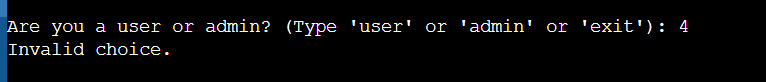 Are you a user or admin? (Type 'user' or 'admin' or 'exit'): 4
Invalid choice.